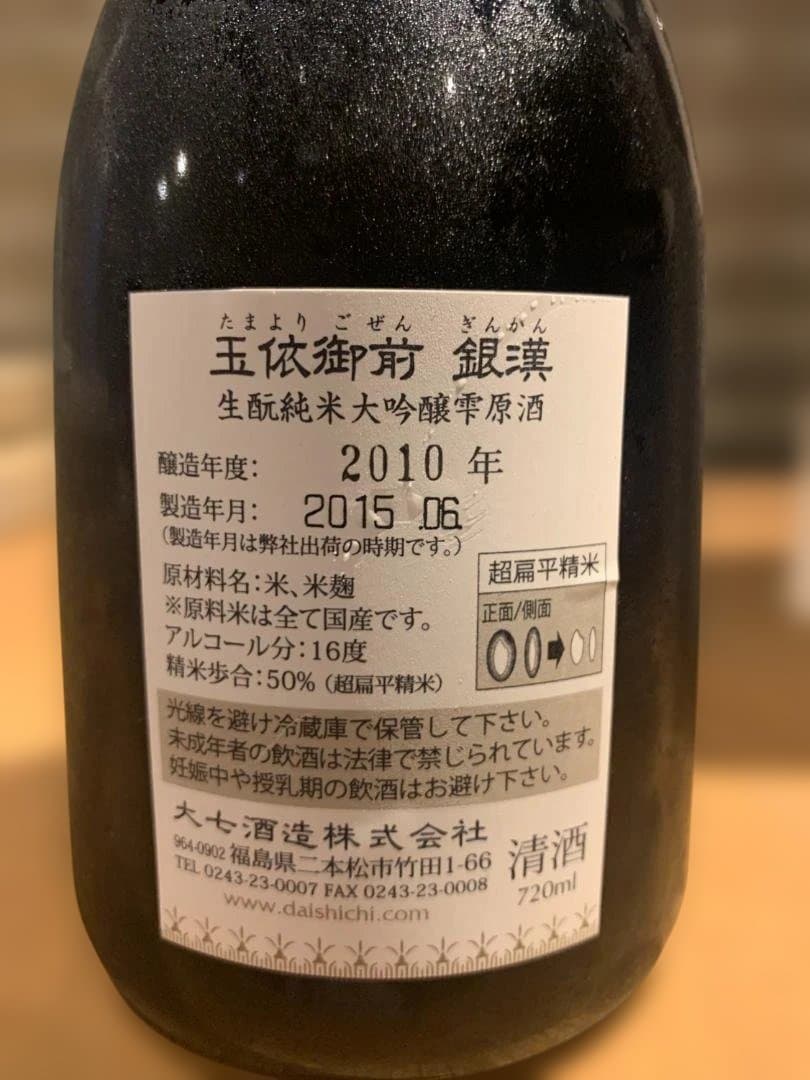 たまより ごぜん ぎんかん
玉依御前 銀漢
生酛純米大吟醸雫原酒
醸造年度： 2010 年
製造年月： 2015 .06.
（製造年月は弊社出荷の時期です。）
原材料名：米、米麹
※原料米は全て国産です。
アルコール分：16度
精米歩合：50%（超扁平精米）
超扁平精米
正面/側面
光線を避け冷蔵庫で保管して下さい。
未成年者の飲酒は法律で禁じられています。
妊娠中や授乳期の飲酒はお避け下さい。
大七酒造株式会社
964-0902 福島県二本松市竹田1-66
TEL 0243-23-0007 FAX 0243-23-0008
www.daishichi.com
清酒
720ml